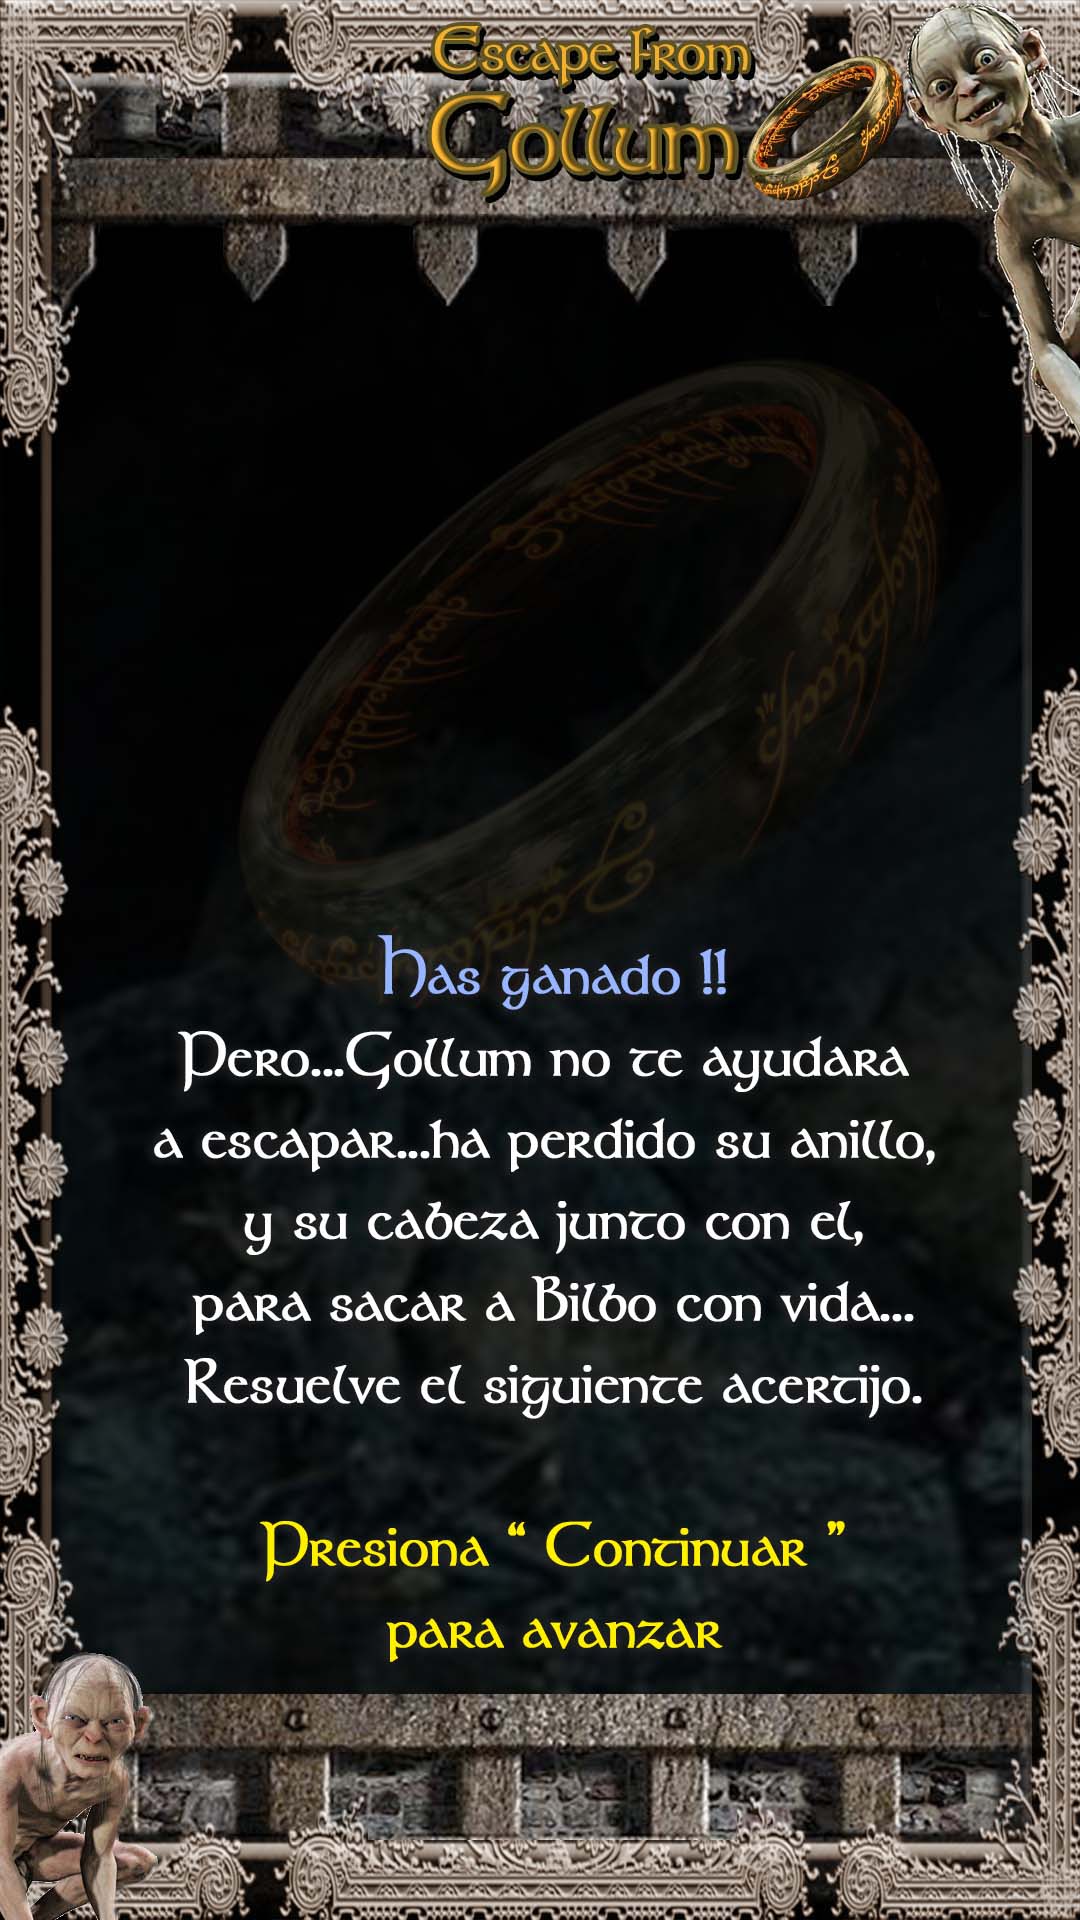 Escape from
Gollum
Has ganado !!
Pero...Gollum no te ayudara
a escapar...ha perdido su anillo,
y su cabeza junto con el,
para sacar a Bilbo con vida...
Resuelve el siguiente acertijo.
Presiona “ Continuar ”
para avanzar